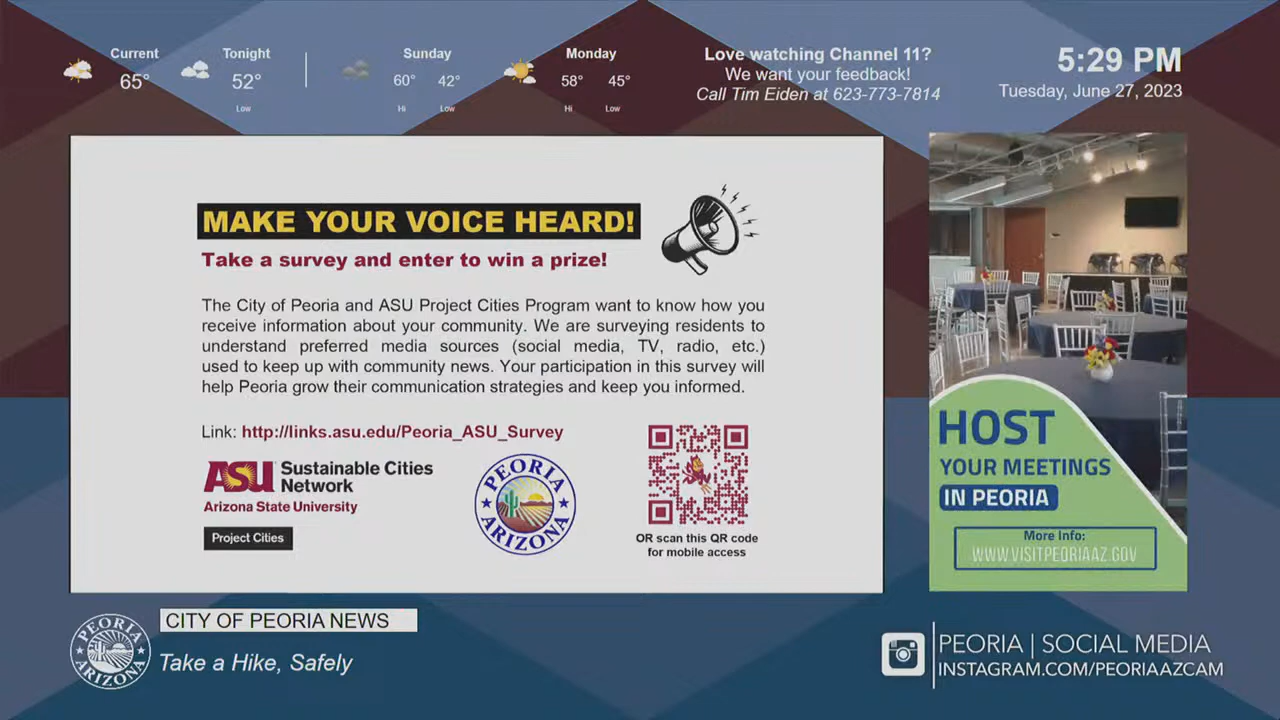 Current
65°
Tonight
52°
Low
Sunday
60° 42°
Hi Low
Monday
58° 45°
Hi Low
Love watching Channel 11?
We want your feedback!
Call Tim Eiden at 623-773-7814
5:29 PM
Tuesday, June 27, 2023
MAKE YOUR VOICE HEARD!
Take a survey and enter to win a prize!
The City of Peoria and ASU Project Cities Program want to know how you
receive information about your community. We are surveying residents to
understand preferred media sources (social media, TV, radio, etc.)
used to keep up with community news. Your participation in this survey will
help Peoria grow their communication strategies and keep you informed.
Link: http://links.asu.edu/Peoria_ASU_Survey
ASU Sustainable Cities
Network
Arizona State University
Project Cities
PEORIA
ARIZONA
OR scan this QR code
for mobile access
HOST
YOUR MEETINGS
IN PEORIA
More Info:
WWW.VISITPEORIAAZ.GOV
PEORIA
ARIZONA
CITY OF PEORIA NEWS
Take a Hike, Safely
PEORIA | SOCIAL MEDIA
INSTAGRAM.COM/PEORIAAZCAM